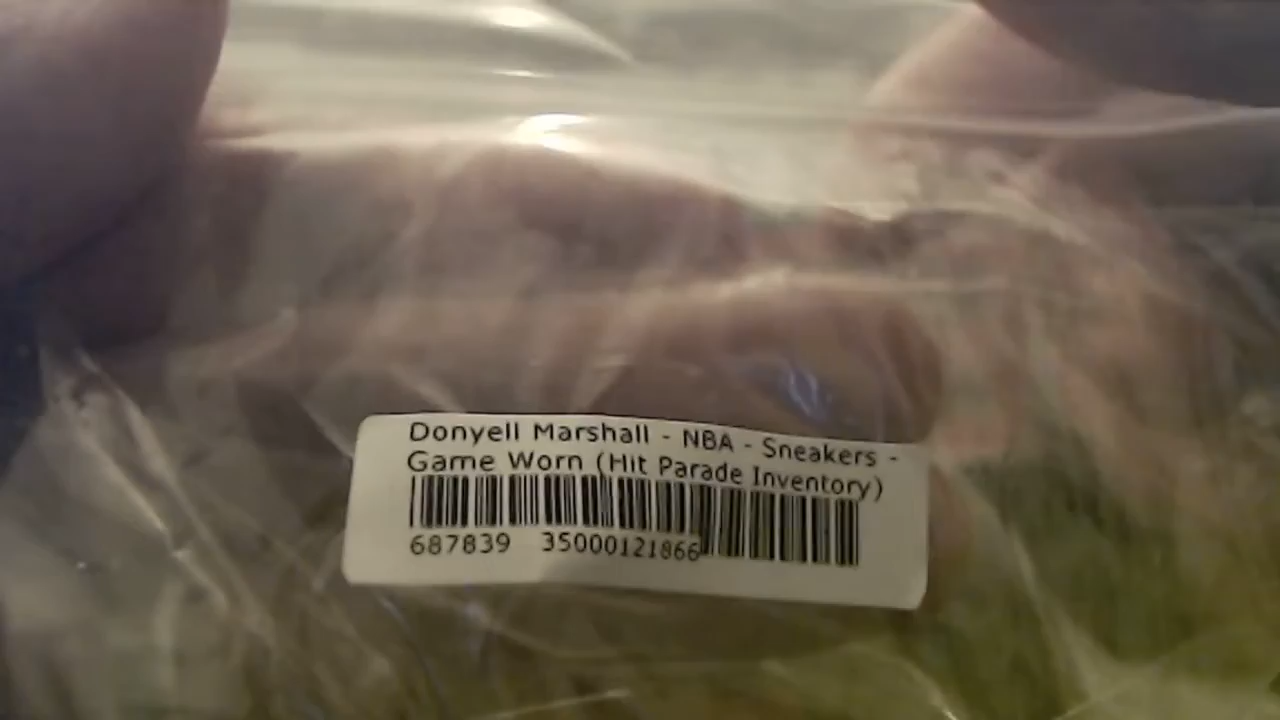 Donyell Marshall - NBA - Sneakers -
Game Worn (Hit Parade Inventory)
687839 35000121866